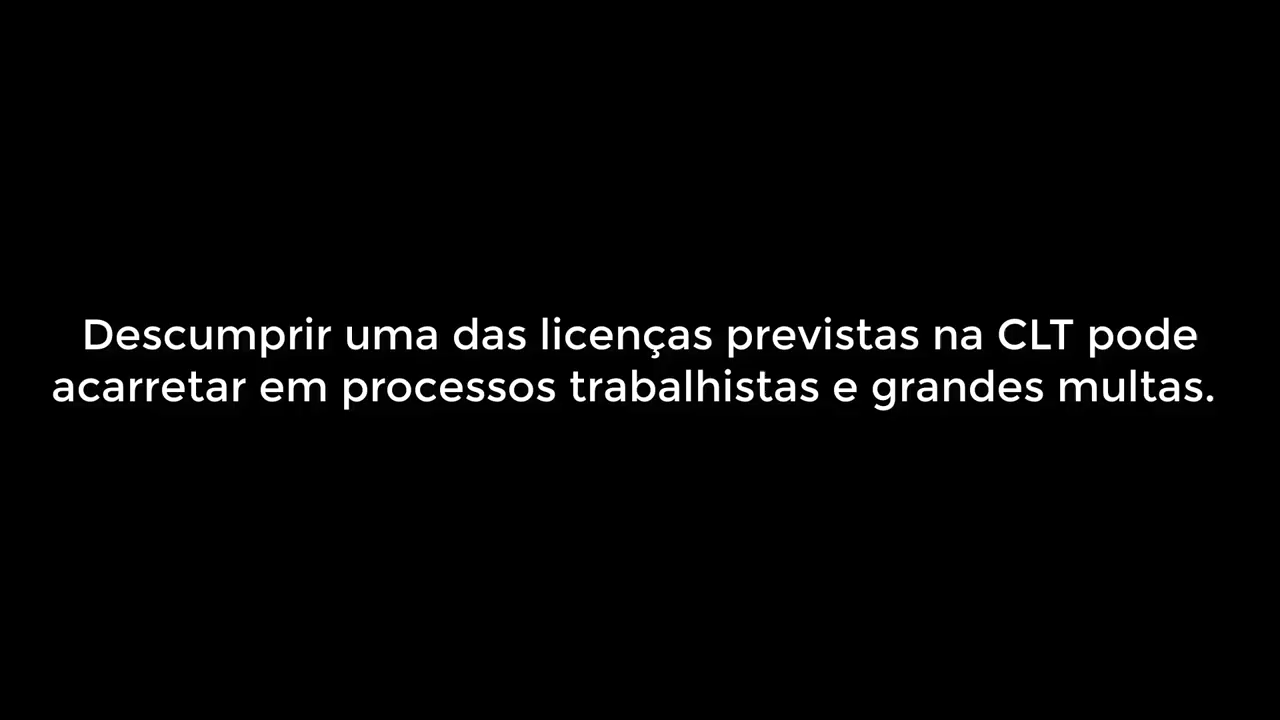 Descumprir uma das licenças previstas na CLT pode
acarretar em processos trabalhistas e grandes multas.